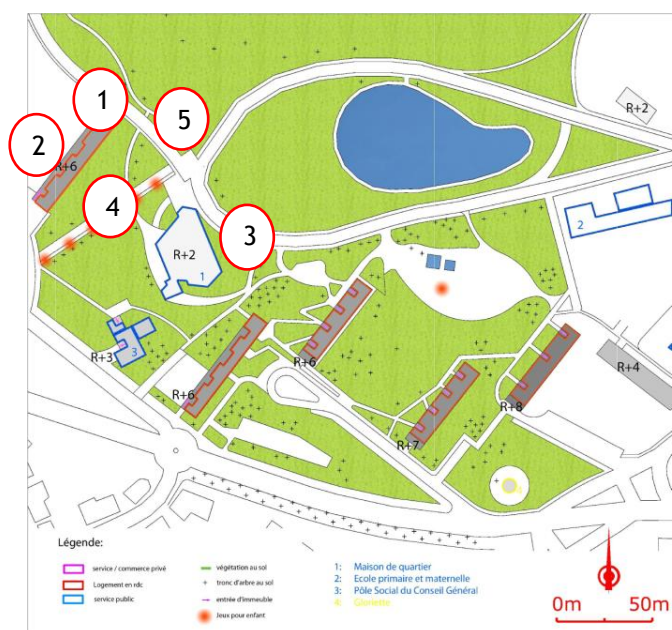 1
5
2
R+6
R+2
4
3
R+2
1
2
R+3
3
R+6
R+6
R+4
R+8
R+7
Légende:
service / commerce privé
Logement en rdc
service public
végétation au sol
tronc d'arbre au sol
entrée d'immeuble
Jeux pour enfant
1: Maison de quartier
2: Ecole primaire et maternelle
3: Pôle Social du Conseil Général
4: Gloriette
0m 50m